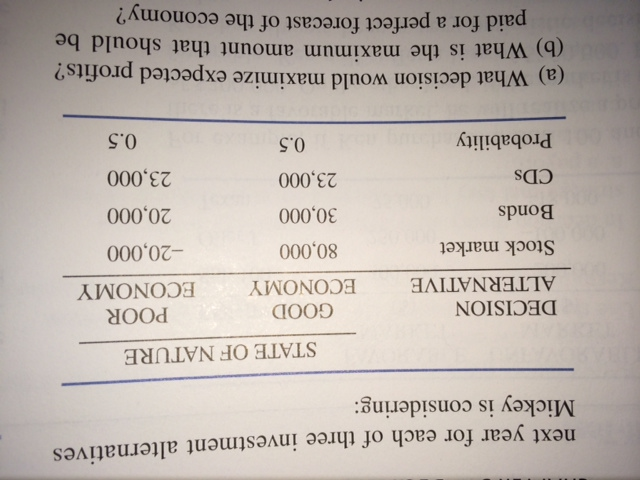 next year for each of three investment alternatives
Mickey is considering:
STATE OF NATURE
DECISION GOOD POOR
ALTERNATIVE ECONOMY ECONOMY
Stock market 80,000 −20,000
Bonds 30,000 20,000
CDs 23,000 23,000
Probability 0.5 0.5
(a) What decision would maximize expected profits?
(b) What is the maximum amount that should be
paid for a perfect forecast of the economy?